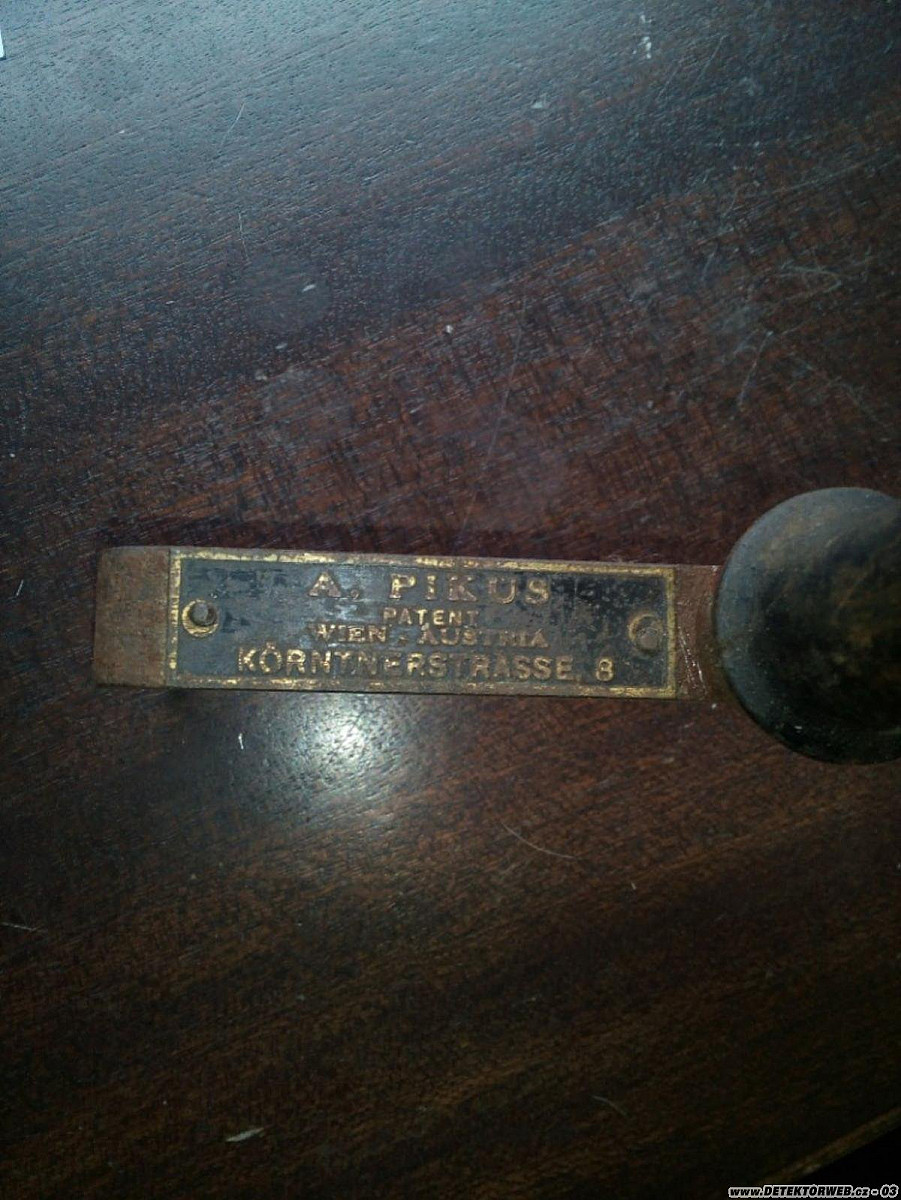 A. PIKUS
PATENT
WIEN - AUSTRIA
KÖRNTNERSTRASSE 8
www.DETEKTORWEB.cz - 03